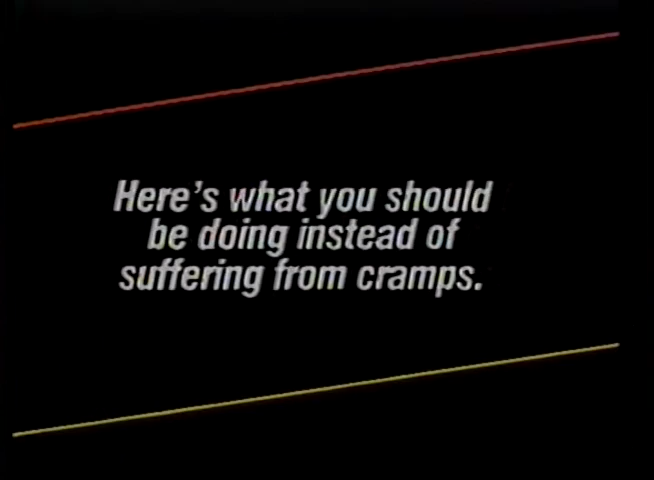 Here's what you should
be doing instead of
suffering from cramps.